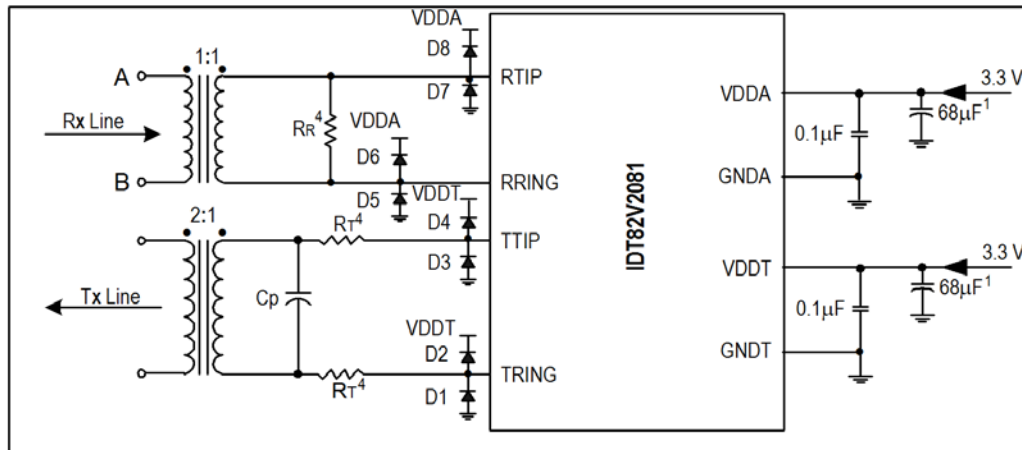 VDDA
D8
1:1
A
RTIP
D7
VDDA
3.3 V
68µF1
Rx Line
RR4
VDDA
0.1µF
D6
B
RRING
GNDA
D5
VDDT
2:1
D4
RT4
TTIP
IDT82V2081
D3
VDDT
3.3 V
68µF1
Tx Line
Cp
0.1µF
VDDT
D2
GNDT
TRING
RT4
D1